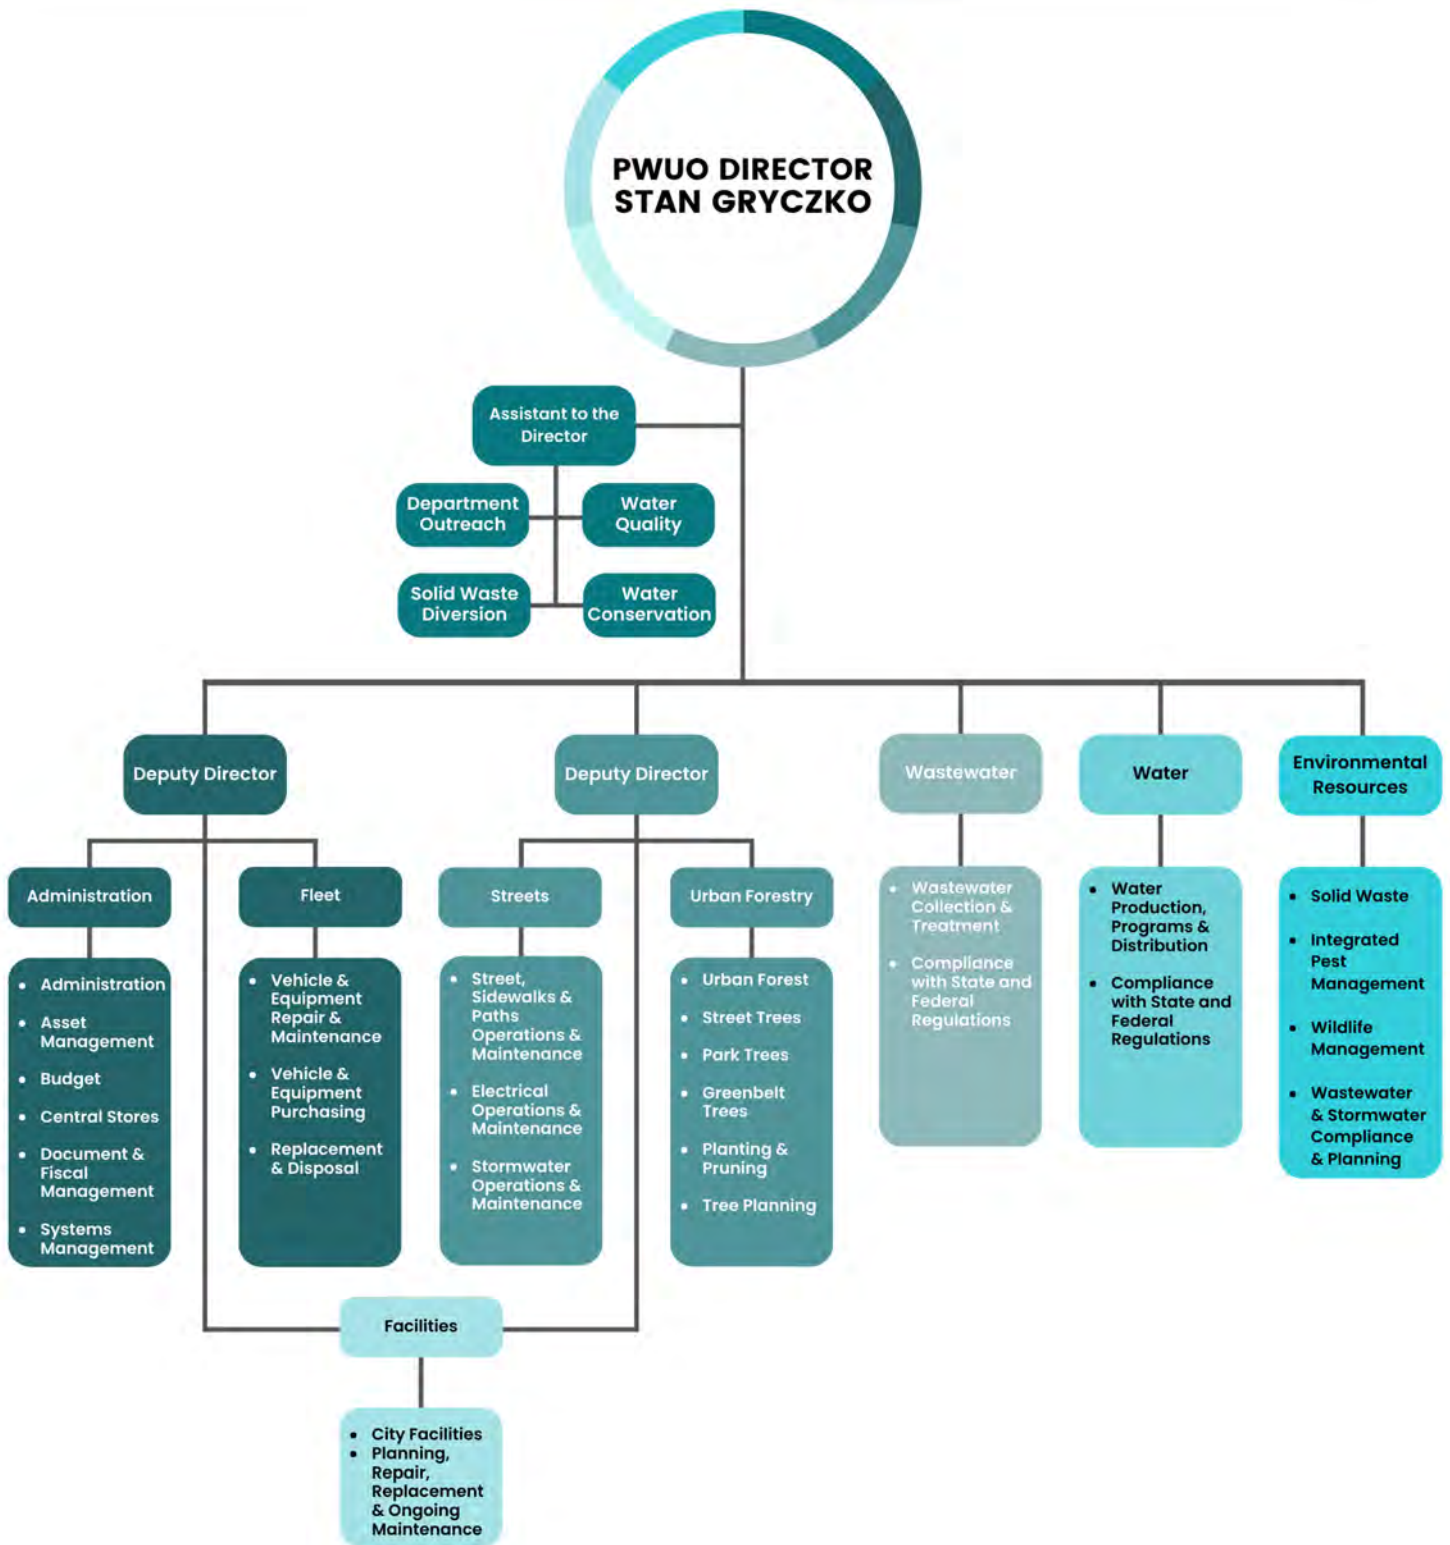 PWUO DIRECTOR
STAN GRYCZKO
Assistant to the
Director
Department
Outreach
Water
Quality
Solid Waste
Diversion
Water
Conservation
Deputy Director
Deputy Director
Wastewater
Water
Environmental
Resources
Administration
Fleet
Streets
Urban Forestry
• Administration
• Asset
Management
• Budget
• Central Stores
• Document &
Fiscal
Management
• Systems
Management
• Vehicle &
Equipment
Repair &
Maintenance
• Vehicle &
Equipment
Purchasing
• Replacement
& Disposal
• Street,
Sidewalks &
Paths
Operations &
Maintenance
• Electrical
Operations &
Maintenance
• Stormwater
Operations &
Maintenance
• Urban Forest
• Street Trees
• Park Trees
• Greenbelt
Trees
• Planting &
Pruning
• Tree Planning
• Wastewater
Collection &
Treatment
• Compliance
with State and
Federal
Regulations
• Water
Production,
Programs &
Distribution
• Compliance
with State and
Federal
Regulations
• Solid Waste
• Integrated
Pest
Management
• Wildlife
Management
• Wastewater
& Stormwater
Compliance
& Planning
Facilities
• City Facilities
• Planning,
Repair,
Replacement
& Ongoing
Maintenance